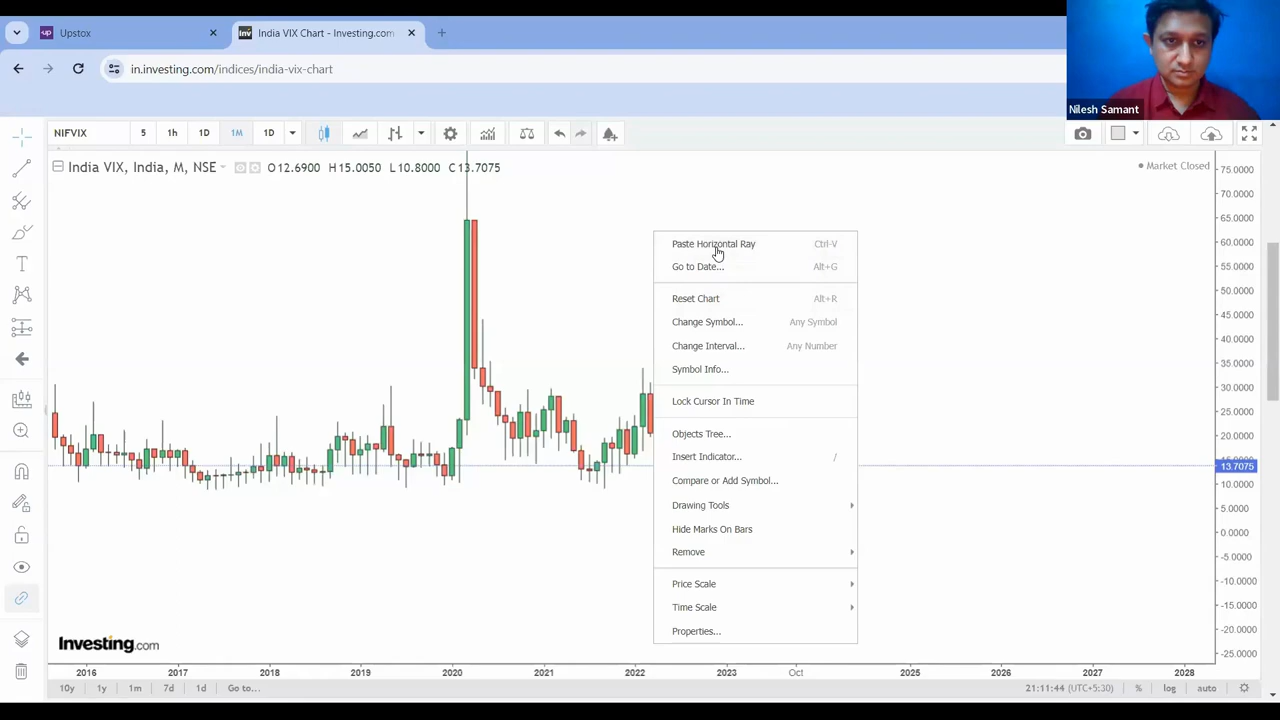 Upstox
India VIX Chart - Investing.com
in.investing.com/indices/india-vix-chart
Nilesh Samant
NIFVIX 5 1h 1D 1M 1D
India VIX, India, M, NSE O12.6900 H15.0050 L10.8000 C13.7075
Market Closed
75.0000
70.0000
65.0000
60.0000
55.0000
50.0000
45.0000
40.0000
35.0000
30.0000
25.0000
20.0000
13.7075
10.0000
5.0000
0.0000
-5.0000
-10.0000
-15.0000
-20.0000
-25.0000
Paste Horizontal Ray Ctrl-V
Go to Date... Alt+G
Reset Chart Alt+R
Change Symbol... Any Symbol
Change Interval... Any Number
Symbol Info...
Lock Cursor In Time
Objects Tree...
Insert Indicator... /
Compare or Add Symbol...
Drawing Tools
Hide Marks On Bars
Remove
Price Scale
Time Scale
Properties...
Investing.com
2016 2017 2018 2019 2020 2021 2022 2023 Oct 2025 2026 2027 2028
10y 1y 1m 7d 1d Go to... 21:11:44 (UTC+5:30) % log auto